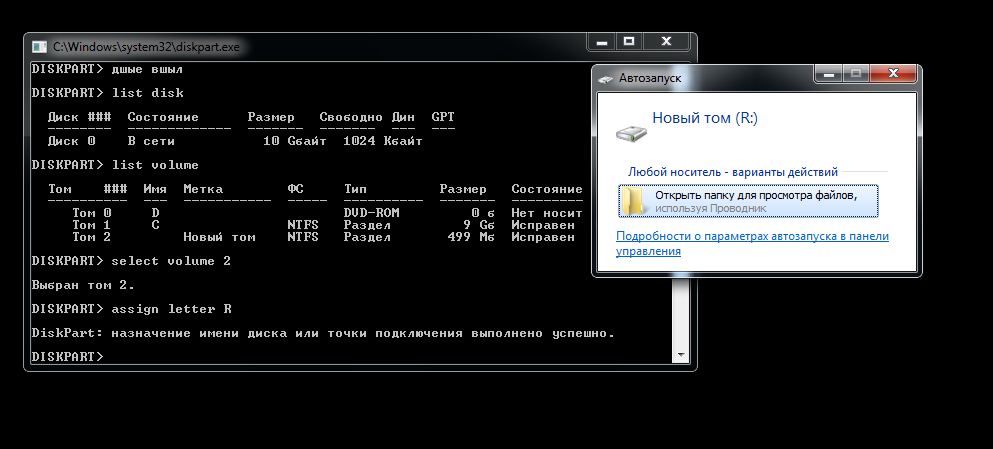 C:\Windows\system32\diskpart.exe
DISKPART> дшые вшыл
DISKPART> list disk
Диск ### Состояние Размер Свободно Дин GPT
-------- ------------- ------- ------- --- ---
Диск 0 В сети 10 Gбайт 1024 Kбайт
DISKPART> list volume
Том ### Имя Метка ФС Тип Размер Состояние
Том 0 D DVD-ROM 0 б Нет носит
Том 1 C NTFS Раздел 9 Gб Исправен
Том 2 Новый том NTFS Раздел 499 Mб Исправен
DISKPART> select volume 2
Выбран том 2.
DISKPART> assign letter R
DiskPart: назначение имени диска или точки подключения выполнено успешно.
DISKPART>
Автозапуск
Новый том (R:)
Любой носитель - варианты действий
Открыть папку для просмотра файлов,
используя Проводник
Подробности о параметрах автозапуска в панели
управления